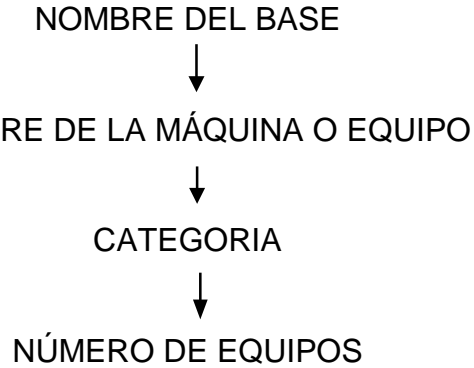 NOMBRE DEL BASE
RE DE LA MÁQUINA O EQUIPO
CATEGORIA
NÚMERO DE EQUIPOS